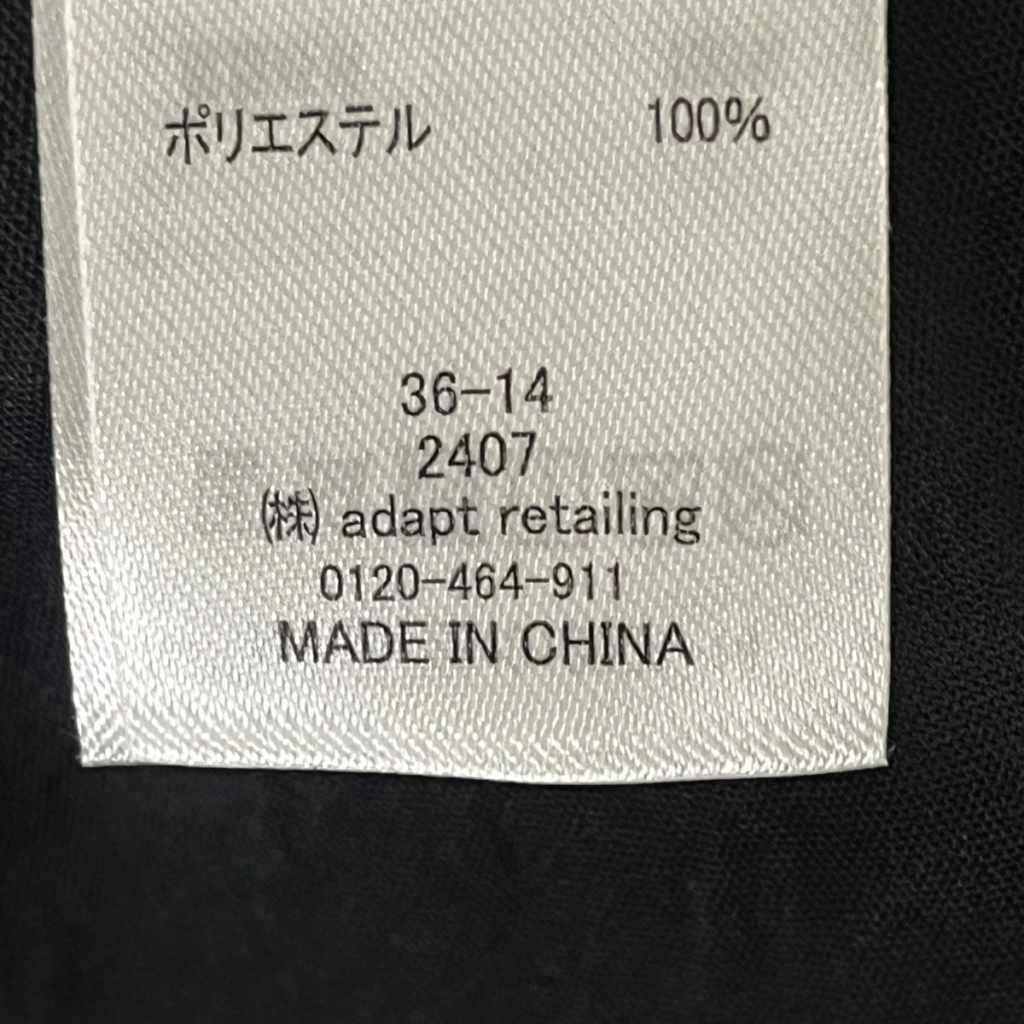 ポリエステル 100%
36-14
2407
㈱ adapt retailing
0120-464-911
MADE IN CHINA